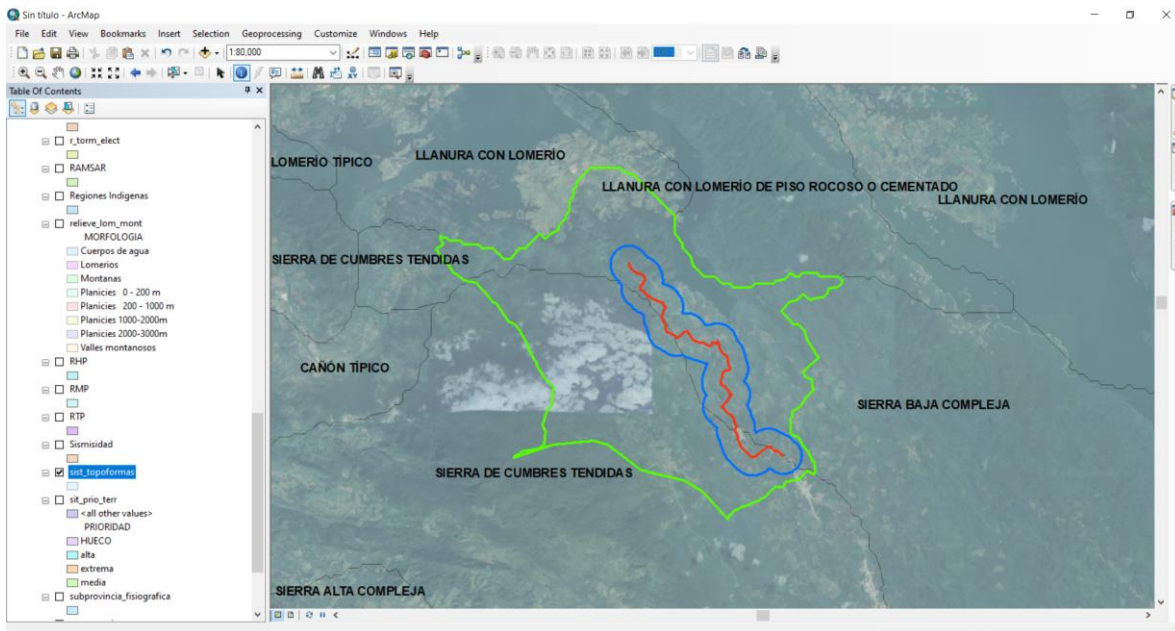 Sin título - ArcMap
File Edit View Bookmarks Insert Selection Geoprocessing Customize Windows Help
1:80,000
Table Of Contents
r_torm_elect
RAMSAR
Regiones Indigenas
relieve_lom_mont
MORFOLOGIA
Cuerpos de agua
Lomerios
Montanas
Planicies 0 - 200 m
Planicies 200 - 1000 m
Planicies 1000-2000m
Planicies 2000-3000m
Valles montanosos
RHP
RMP
RTP
Sismisidad
sist_topoformas
sit_prio_terr
<all other values>
PRIORIDAD
HUECO
alta
extrema
media
subprovincia_fisiografica
LOMERÍO TÍPICO
LLANURA CON LOMERÍO
LLANURA CON LOMERÍO DE PISO ROCOSO O CEMENTADO
LLANURA CON LOMERÍO
SIERRA DE CUMBRES TENDIDAS
CAÑÓN TÍPICO
SIERRA BAJA COMPLEJA
SIERRA DE CUMBRES TENDIDAS
SIERRA ALTA COMPLEJA